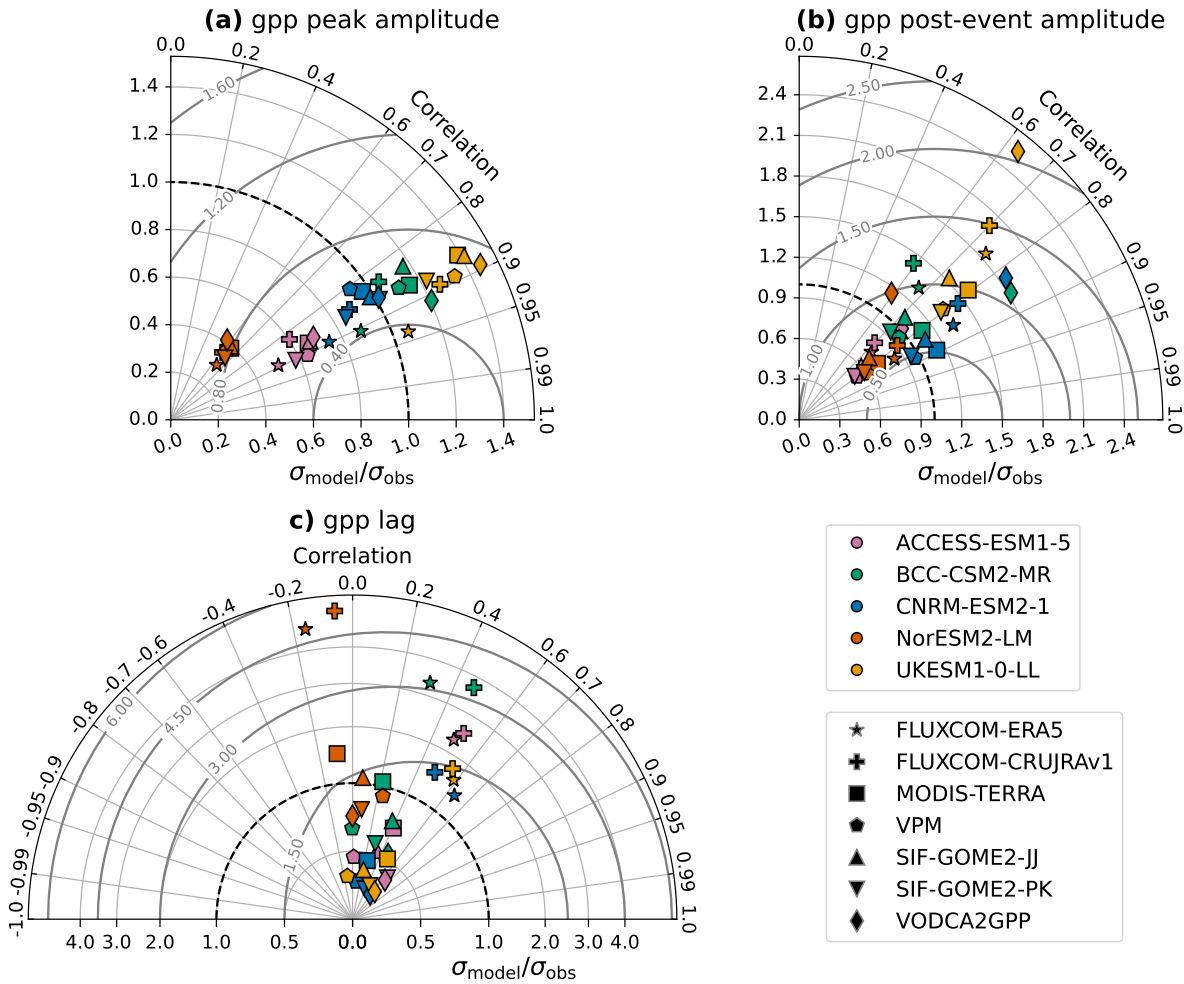 (a) gpp peak amplitude
0.0 0.2 0.4 0.6 0.7 0.8 0.9 0.95 0.99 1.0
Correlation
1.4
1.2
1.0
0.8
0.6
0.4
0.2
0.0
1.60
1.20
0.80
0.40
0.0 0.2 0.4 0.6 0.8 1.0 1.2 1.4
σmodel/σobs
(b) gpp post-event amplitude
0.0 0.2 0.4 0.6 0.7 0.8 0.9 0.95 0.99 1.0
Correlation
2.4
2.1
1.8
1.5
1.2
0.9
0.6
0.3
0.0
2.50
2.00
1.50
1.00
0.50
0.0 0.3 0.6 0.9 1.2 1.5 1.8 2.1 2.4
σmodel/σobs
c) gpp lag
Correlation
-1.0 -0.99 -0.95 -0.9 -0.8 -0.7 -0.6 -0.4 -0.2 0.0 0.2 0.4 0.6 0.7 0.8 0.9 0.95 0.99 1.0
6.00
4.50
3.00
1.50
4.0 3.0 2.0 1.0 0.5 0.0 0.5 1.0 2.0 3.0 4.0
σmodel/σobs
ACCESS-ESM1-5
BCC-CSM2-MR
CNRM-ESM2-1
NorESM2-LM
UKESM1-0-LL
FLUXCOM-ERA5
FLUXCOM-CRUJRAv1
MODIS-TERRA
VPM
SIF-GOME2-JJ
SIF-GOME2-PK
VODCA2GPP